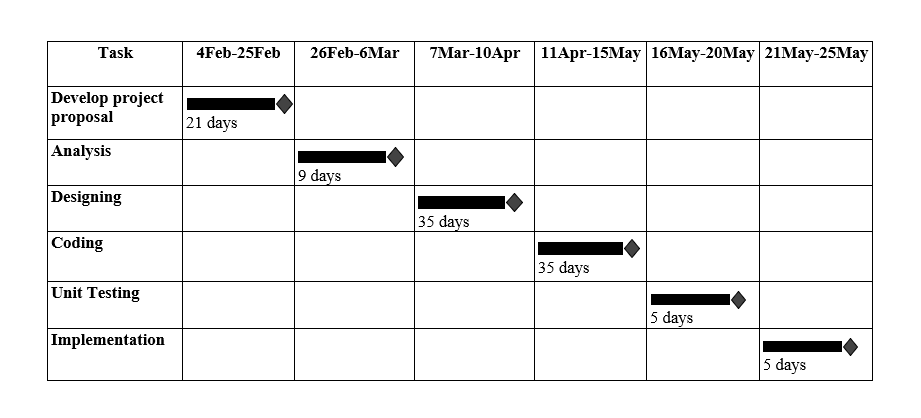 Task 4Feb-25Feb 26Feb-6Mar 7Mar-10Apr 11Apr-15May 16May-20May 21May-25May
Develop project
proposal
21 days
Analysis
9 days
Designing
35 days
Coding
35 days
Unit Testing
5 days
Implementation
5 days